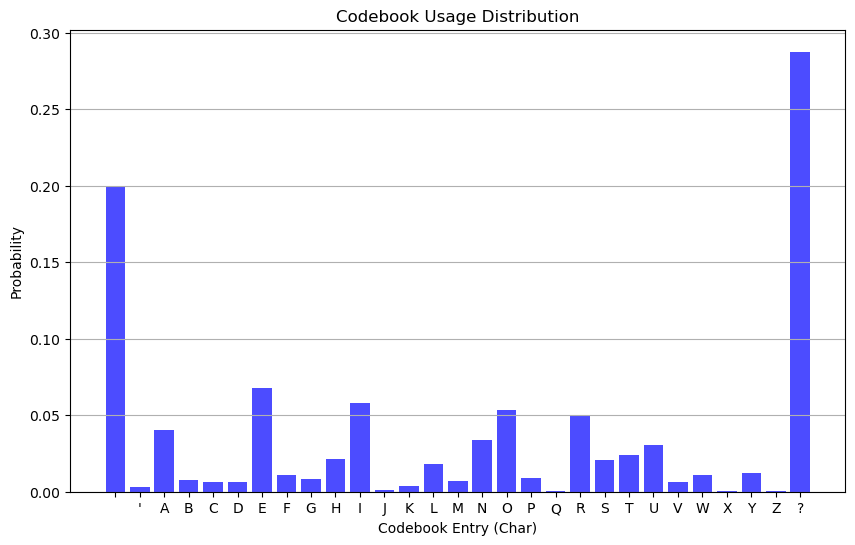 Codebook Usage Distribution
0.30
0.25
0.20
0.15
0.10
0.05
0.00
Probability
' A B C D E F G H I J K L M N O P Q R S T U V W X Y Z ?
Codebook Entry (Char)